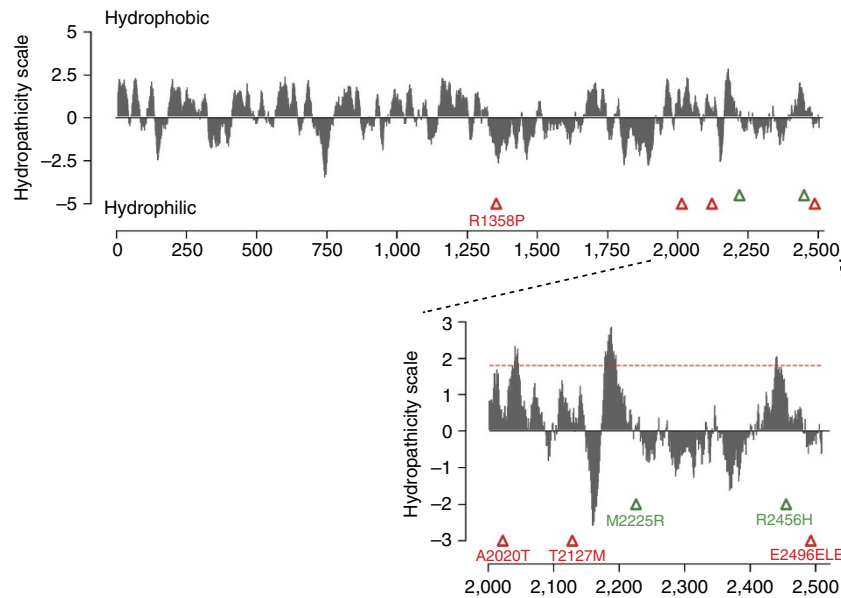 Hydrophobic
Hydropathicity scale
5
2.5
0
–2.5
–5
Hydrophilic
R1358P
0 250 500 750 1,000 1,250 1,500 1,750 2,000 2,250 2,500
Hydropathicity scale
3
2
1
0
–1
–2
–3
M2225R
R2456H
A2020T
T2127M
E2496ELE
2,000 2,100 2,200 2,300 2,400 2,500